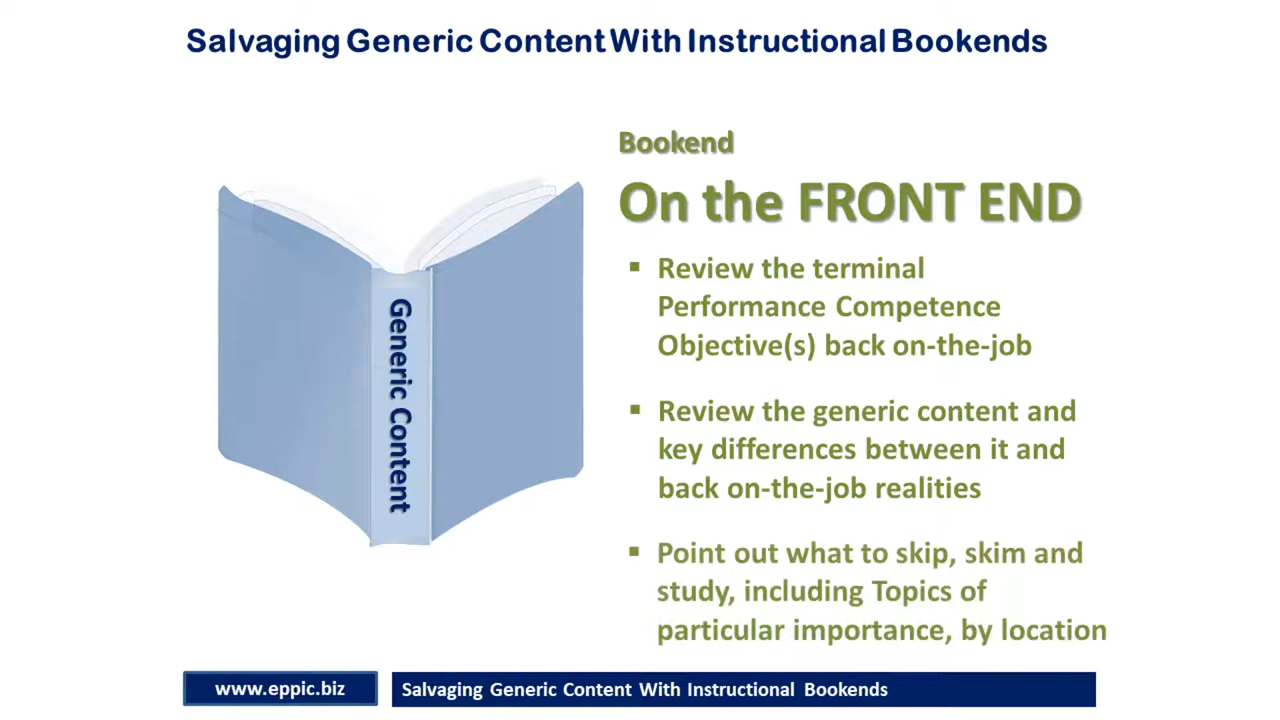 Salvaging Generic Content With Instructional Bookends
Generic Content
Bookend
On the FRONT END
▪ Review the terminal
Performance Competence
Objective(s) back on-the-job
▪ Review the generic content and
key differences between it and
back on-the-job realities
▪ Point out what to skip, skim and
study, including Topics of
particular importance, by location
www.eppic.biz
Salvaging Generic Content With Instructional Bookends